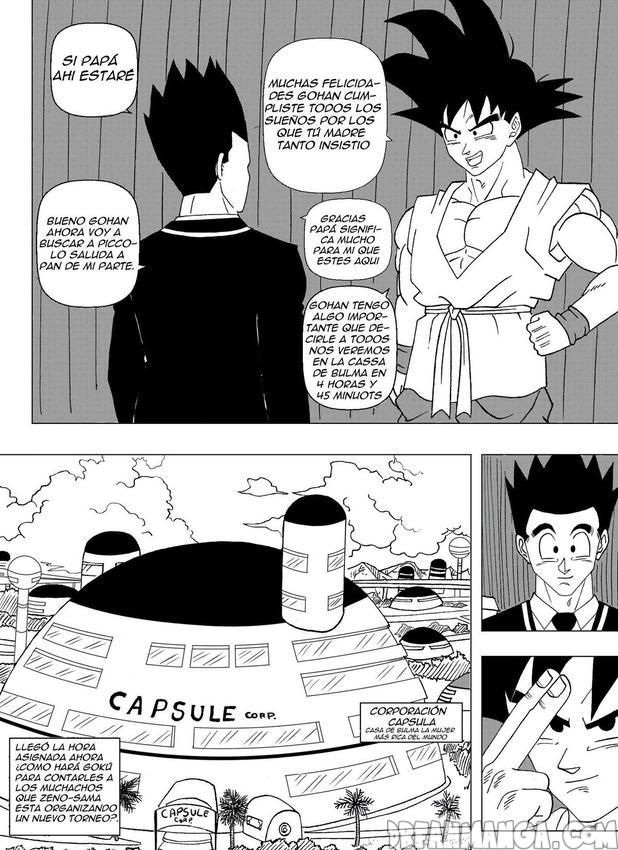 SI PAPÁ
AHI ESTARÉ
MUCHAS FELICIDA-
DES GOHAN CUM-
PLISTE TODOS LOS
SUEÑOS POR LOS
QUE TÚ MADRE
TANTO INSISTIO
GRACIAS
PAPÁ SIGNIFI-
CA MUCHO
PARA MI QUE
ESTES AQUI
BUENO GOHAN
AHORA VOY A
BUSCAR A PICCO-
LO SALUDA A
PAN DE MI PARTE.
GOHAN TENGO
ALGO IMPOR-
TANTE QUE DE-
CIRLE A TODOS
NOS VEREMOS
EN LA CASSA
DE BULMA EN
4 HORAS Y
45 MINUOTS
CAPSULE CORP.
CORPORACIÓN
CAPSULA
CASA DE BULMA LA MUJER
MÁS RICA DEL MUNDO
LLEGÓ LA HORA
ASIGNADA AHORA
¿COMO HARÁ GOKÚ
PARA CONTARLES A
LOS MUCHACHOS
QUE ZENO-SAMA
ESTA ORGANIZANDO
UN NUEVO TORNEO?.
CAPSULE
CORP.
DREAMMANGA.COM